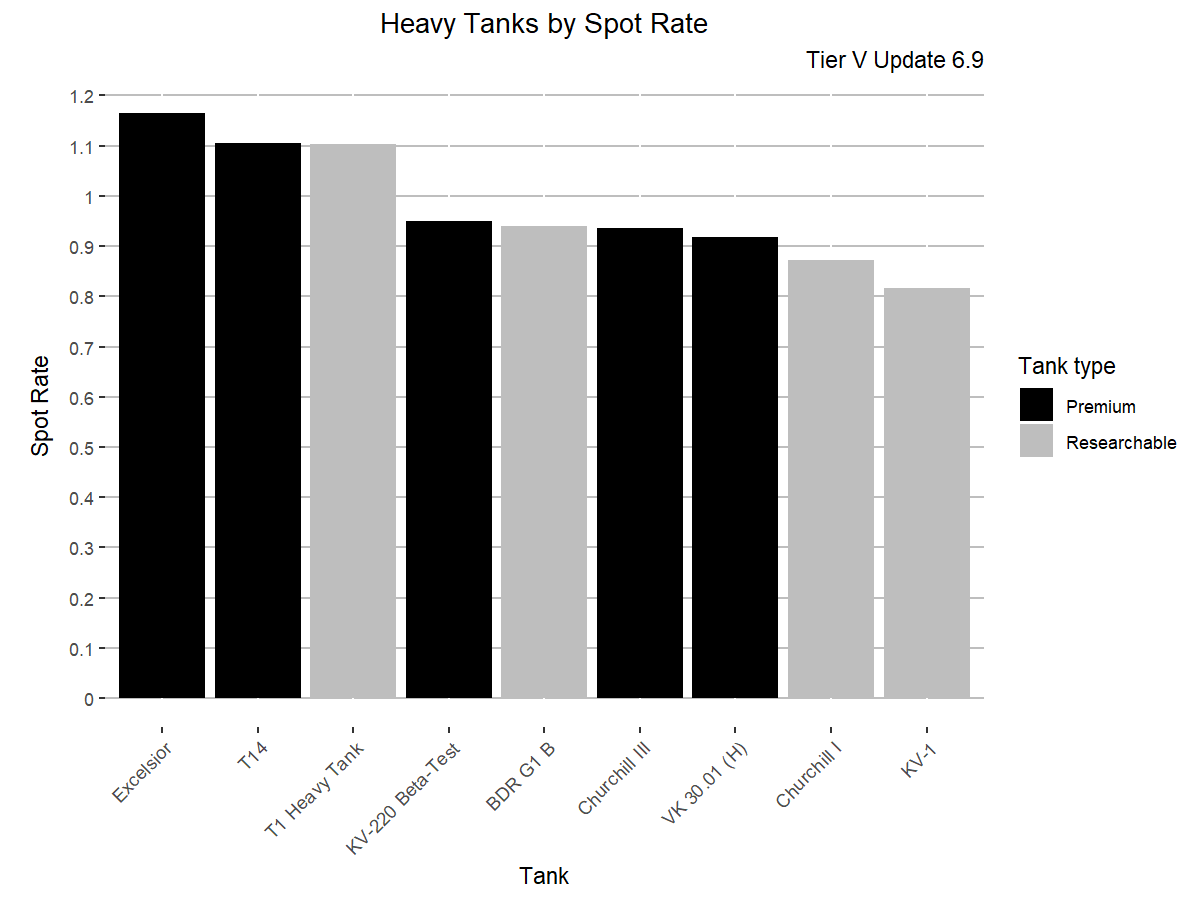 Heavy Tanks by Spot Rate
Tier V Update 6.9
1.2
1.1
1
0.9
0.8
0.7
0.6
0.5
0.4
0.3
0.2
0.1
0
Spot Rate
Excelsior
T14
T1 Heavy Tank
KV-220 Beta-Test
BDR G1 B
Churchill III
VK 30.01 (H)
Churchill I
KV-1
Tank
Tank type
Premium
Researchable